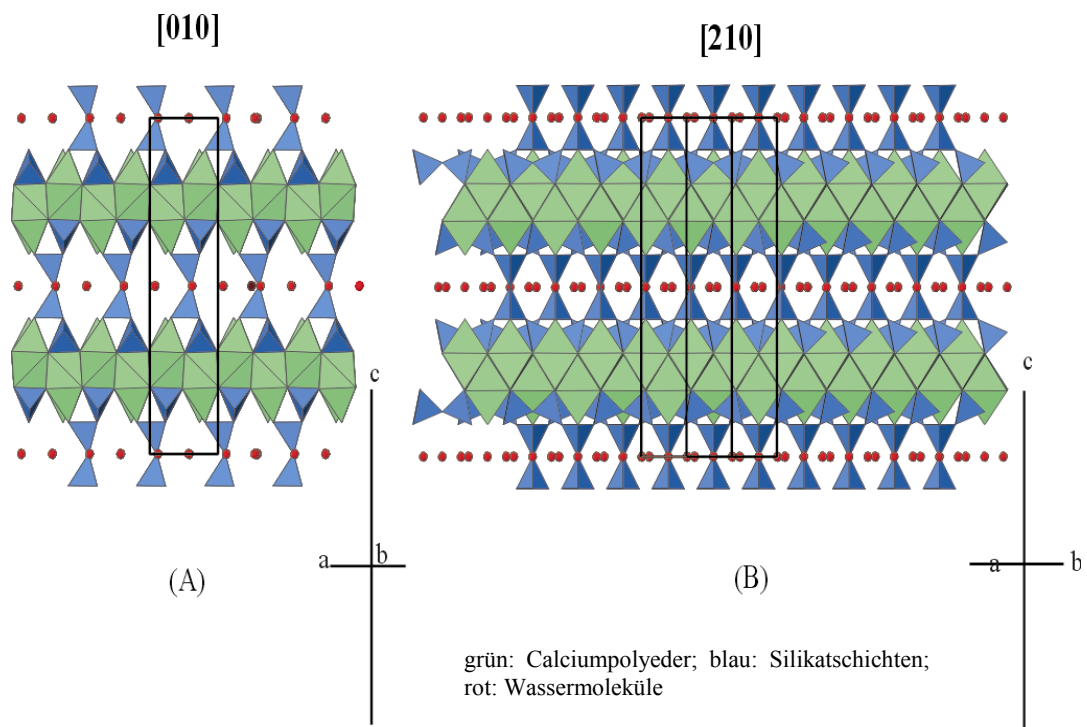 [010]
[210]
c
c
a
b
a
b
(A)
(B)
grün: Calciumpolyeder; blau: Silikatschichten;
rot: Wassermoleküle